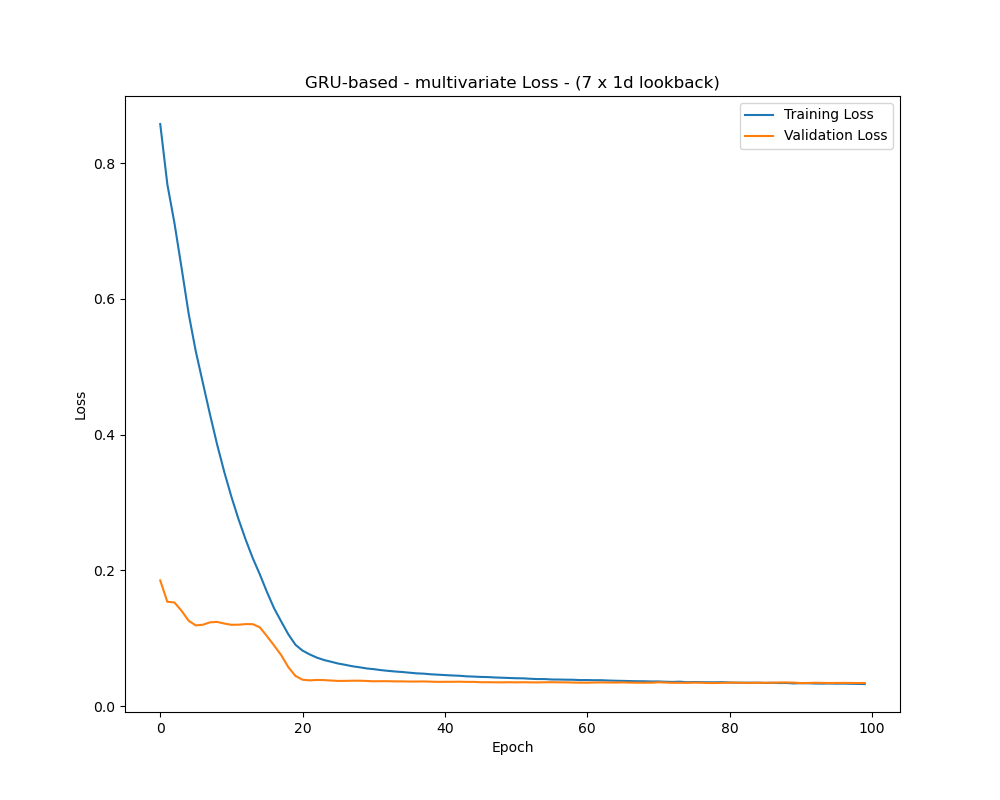 GRU-based - multivariate Loss - (7 x 1d lookback)
Training Loss
Validation Loss
Loss
0.8
0.6
0.4
0.2
0.0
0 20 40 60 80 100
Epoch